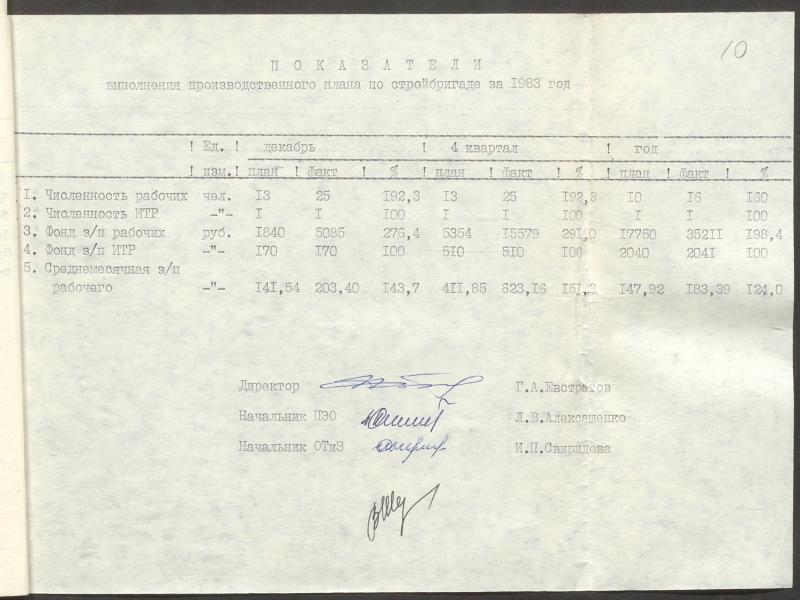 10
П О К А З А Т Е Л И
выполнения производственного плана по стройбригаде за 1983 год
! Ед. ! декабрь ! 4 квартал ! год
! изм.! план ! факт ! % ! план ! факт ! % ! план ! факт ! %
1. Численность рабочих чел. 13 25 192,3 13 25 192,3 10 16 160
2. Численность ИТР -"- 1 1 100 1 1 100 1 1 100
3. Фонд з/п рабочих руб. 1840 5085 276,4 5354 15579 291,0 17750 35211 198,4
4. Фонд з/п ИТР -"- 170 170 100 510 510 100 2040 2041 100
5. Среднемесячная з/п
рабочего -"- 141,54 203,40 143,7 411,85 623,16 151,3 147,92 183,39 124,0
Директор Г.А.Евстратов
Начальник ПЭО Л.В.Алексашенко
Начальник ОТиЗ И.П.Свиридова